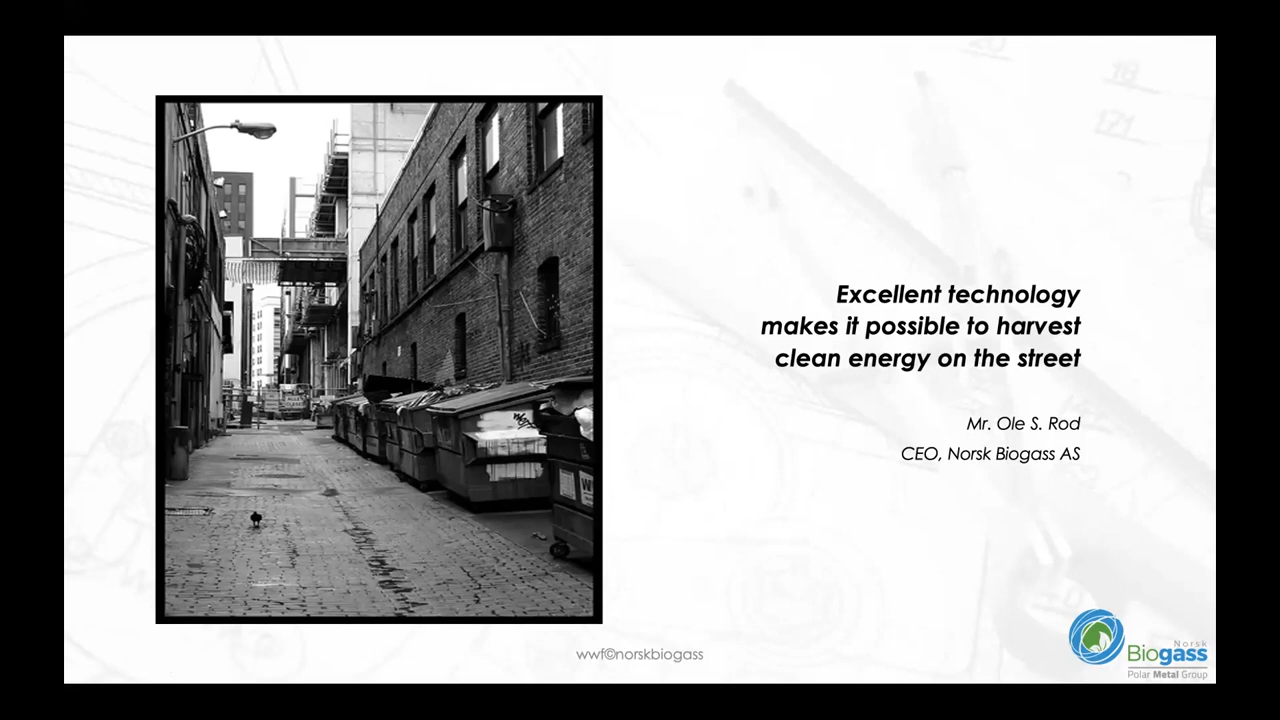 Excellent technology
makes it possible to harvest
clean energy on the street
Mr. Ole S. Rod
CEO, Norsk Biogass AS
wwf©norskbiogass
Norsk
Biogass
Polar Metal Group